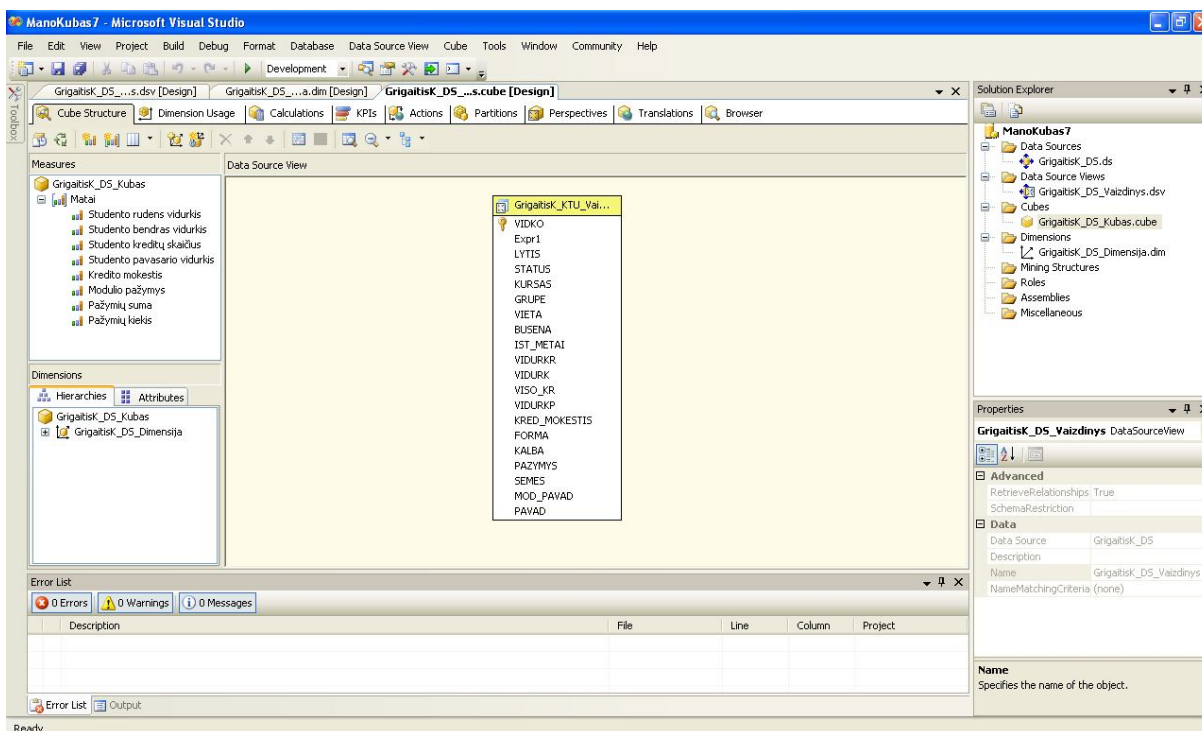 ManoKubas7 - Microsoft Visual Studio
File Edit View Project Build Debug Format Database Data Source View Cube Tools Window Community Help
Development
GrigaitisK_DS_...s.dsv [Design] GrigaitisK_DS_...a.dim [Design] GrigaitisK_DS_...s.cube [Design]
Toolbox
Cube Structure Dimension Usage Calculations KPIs Actions Partitions Perspectives Translations Browser
Measures
GrigaitisK_DS_Kubas
Matai
Studento rudens vidurkis
Studento bendras vidurkis
Studento kreditų skaičius
Studento pavasario vidurkis
Kredito mokestis
Modulio pažymys
Pažymių suma
Pažymių kiekis
Dimensions
Hierarchies Attributes
GrigaitisK_DS_Kubas
GrigaitisK_DS_Dimensija
Data Source View
GrigaitisK_KTU_Vai...
VIDKO
Expr1
LYTIS
STATUS
KURSAS
GRUPE
VIETA
BUSENA
IST_METAI
VIDURKR
VIDURK
VISO_KR
VIDURKP
KRED_MOKESTIS
FORMA
KALBA
PAZYMYS
SEMES
MOD_PAVAD
PAVAD
Solution Explorer
ManoKubas7
Data Sources
GrigaitisK_DS.ds
Data Source Views
GrigaitisK_DS_Vaizdinys.dsv
Cubes
GrigaitisK_DS_Kubas.cube
Dimensions
GrigaitisK_DS_Dimensija.dim
Mining Structures
Roles
Assemblies
Miscellaneous
Properties
GrigaitisK_DS_Vaizdinys DataSourceView
Advanced
RetrieveRelationships True
SchemaRestriction
Data
Data Source GrigaitisK_DS
Description
Name GrigaitisK_DS_Vaizdinys
NameMatchingCriteria (none)
Name
Specifies the name of the object.
Error List
0 Errors 0 Warnings 0 Messages
Description File Line Column Project
Error List Output
Ready